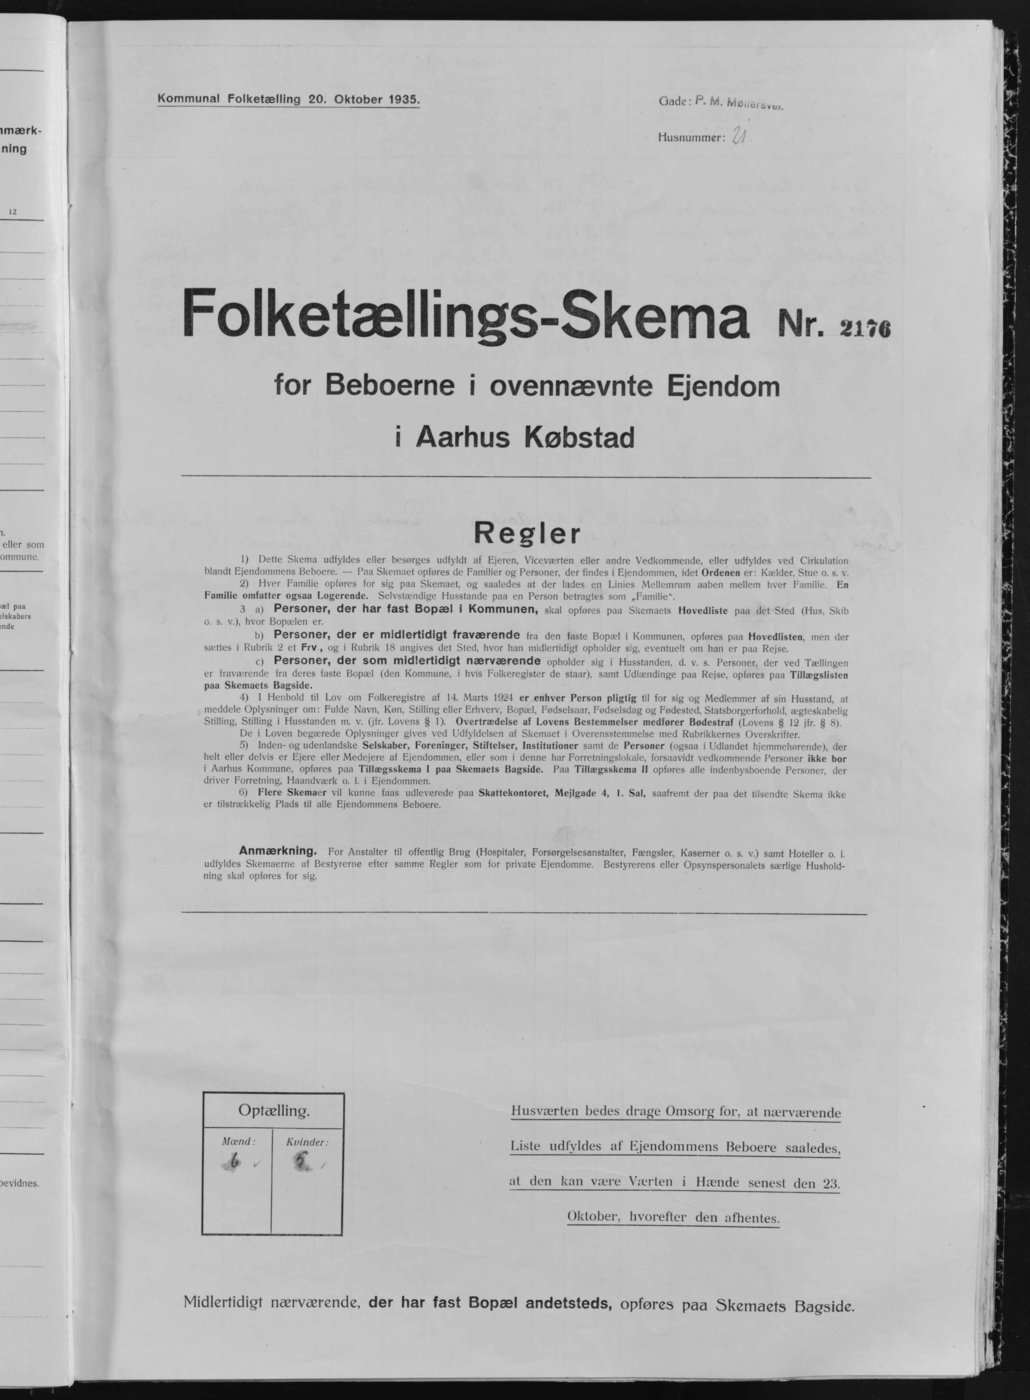 nmærk-
ning
12
n.
eller som
ommune.
æl paa
elskabers
ende
bevidnes.
Kommunal Folketælling 20. Oktober 1935.
Gade: P. M. Møllersvej.
Husnummer: 21.
Folketællings-Skema Nr. 2176
for Beboerne i ovennævnte Ejendom
i Aarhus Købstad
Regler
1) Dette Skema udfyldes eller besørges udfyldt af Ejeren, Viceværten eller andre Vedkommende, eller udfyldes ved Cirkulation
blandt Ejendommens Beboere. — Paa Skemaet opføres de Familier og Personer, der findes i Ejendommen, idet Ordenen er: Kælder, Stue o. s. v.
2) Hver Familie opføres for sig paa Skemaet, og saaledes at der lades en Linies Mellemrum aaben mellem hver Familie. En
Familie omfatter ogsaa Logerende. Selvstændige Husstande paa en Person betragtes som „Familie“.
3 a) Personer, der har fast Bopæl i Kommunen, skal opføres paa Skemaets Hovedliste paa det Sted (Hus, Skib
o. s. v.), hvor Bopælen er.
b) Personer, der er midlertidigt fraværende fra den faste Bopæl i Kommunen, opføres paa Hovedlisten, men der
sættes i Rubrik 2 et Frv., og i Rubrik 18 angives det Sted, hvor han midlertidigt opholder sig, eventuelt om han er paa Rejse.
c) Personer, der som midlertidigt nærværende opholder sig i Husstanden, d. v. s. Personer, der ved Tællingen
er fraværende fra deres faste Bopæl (den Kommune, i hvis Folkeregister de staar), samt Udlændinge paa Rejse, opføres paa Tillægslisten
paa Skemaets Bagside.
4) I Henhold til Lov om Folkeregistre af 14. Marts 1924 er enhver Person pligtig til for sig og Medlemmer af sin Husstand, at
meddele Oplysninger om: Fulde Navn, Køn, Stilling eller Erhverv, Bopæl, Fødselsaar, Fødselsdag og Fødested, Statsborgerforhold, ægteskabelig
Stilling, Stilling i Husstanden m. v. (jfr. Lovens § 1). Overtrædelse af Lovens Bestemmelser medfører Bødestraf (Lovens § 12 jfr. § 8).
De i Loven begærede Oplysninger gives ved Udfyldelsen af Skemaet i Overensstemmelse med Rubrikkernes Overskrifter.
5) Inden- og udenlandske Selskaber, Foreninger, Stiftelser, Institutioner samt de Personer (ogsaa i Udlandet hjemmehørende), der
helt eller delvis er Ejere eller Medejere af Ejendommen, eller som i denne har Forretningslokale, forsaavidt vedkommende Personer ikke bor
i Aarhus Kommune, opføres paa Tillægsskema I paa Skemaets Bagside. Paa Tillægsskema II opføres alle indenbysboende Personer, der
driver Forretning, Haandværk o. l. i Ejendommen.
6) Flere Skemaer vil kunne faas udleverede paa Skattekontoret, Mejlgade 4, 1. Sal, saafremt der paa det tilsendte Skema ikke
er tilstrækkelig Plads til alle Ejendommens Beboere.
Anmærkning. For Anstalter til offentlig Brug (Hospitaler, Forsørgelsesanstalter, Fængsler, Kaserner o. s. v.) samt Hoteller o. l.
udfyldes Skemaerne af Bestyrerne efter samme Regler som for private Ejendomme. Bestyrerens eller Opsynspersonalets særlige Hushold-
ning skal opføres for sig.
Optælling.
Mænd: Kvinder:
6 5
Husværten bedes drage Omsorg for, at nærværende
Liste udfyldes af Ejendommens Beboere saaledes,
at den kan være Værten i Hænde senest den 23.
Oktober, hvorefter den afhentes.
Midlertidigt nærværende, der har fast Bopæl andetsteds, opføres paa Skemaets Bagside.